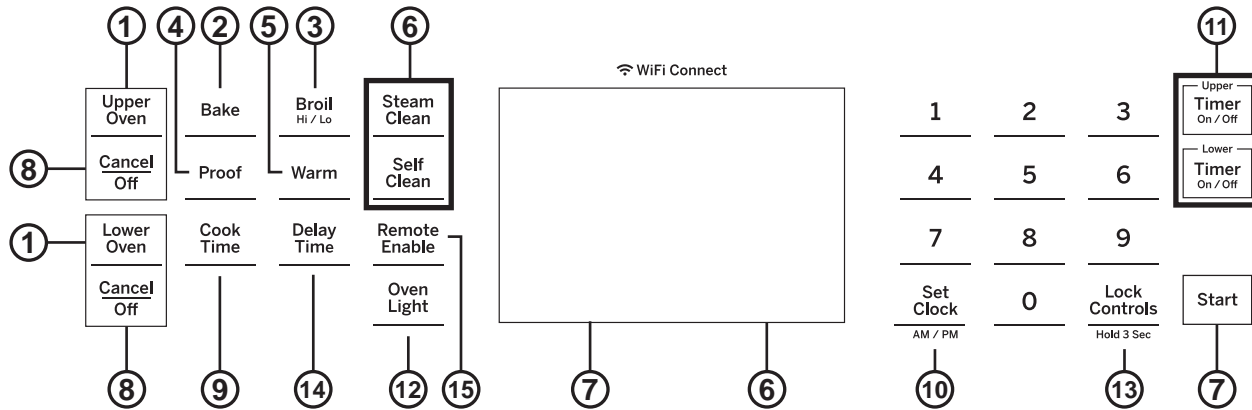 1
4
2
5
3
6
11
WiFi Connect
Upper
Oven
Bake
Broil
Hi / Lo
Steam
Clean
1
2
3
Upper
Timer
On / Off
8
Cancel
Off
Proof
Warm
Self
Clean
4
5
6
Lower
Timer
On / Off
1
Lower
Oven
Cook
Time
Delay
Time
Remote
Enable
7
8
9
Cancel
Off
Oven
Light
Set
Clock
AM / PM
0
Lock
Controls
Hold 3 Sec
Start
8
9
14
12
15
7
6
10
13
7